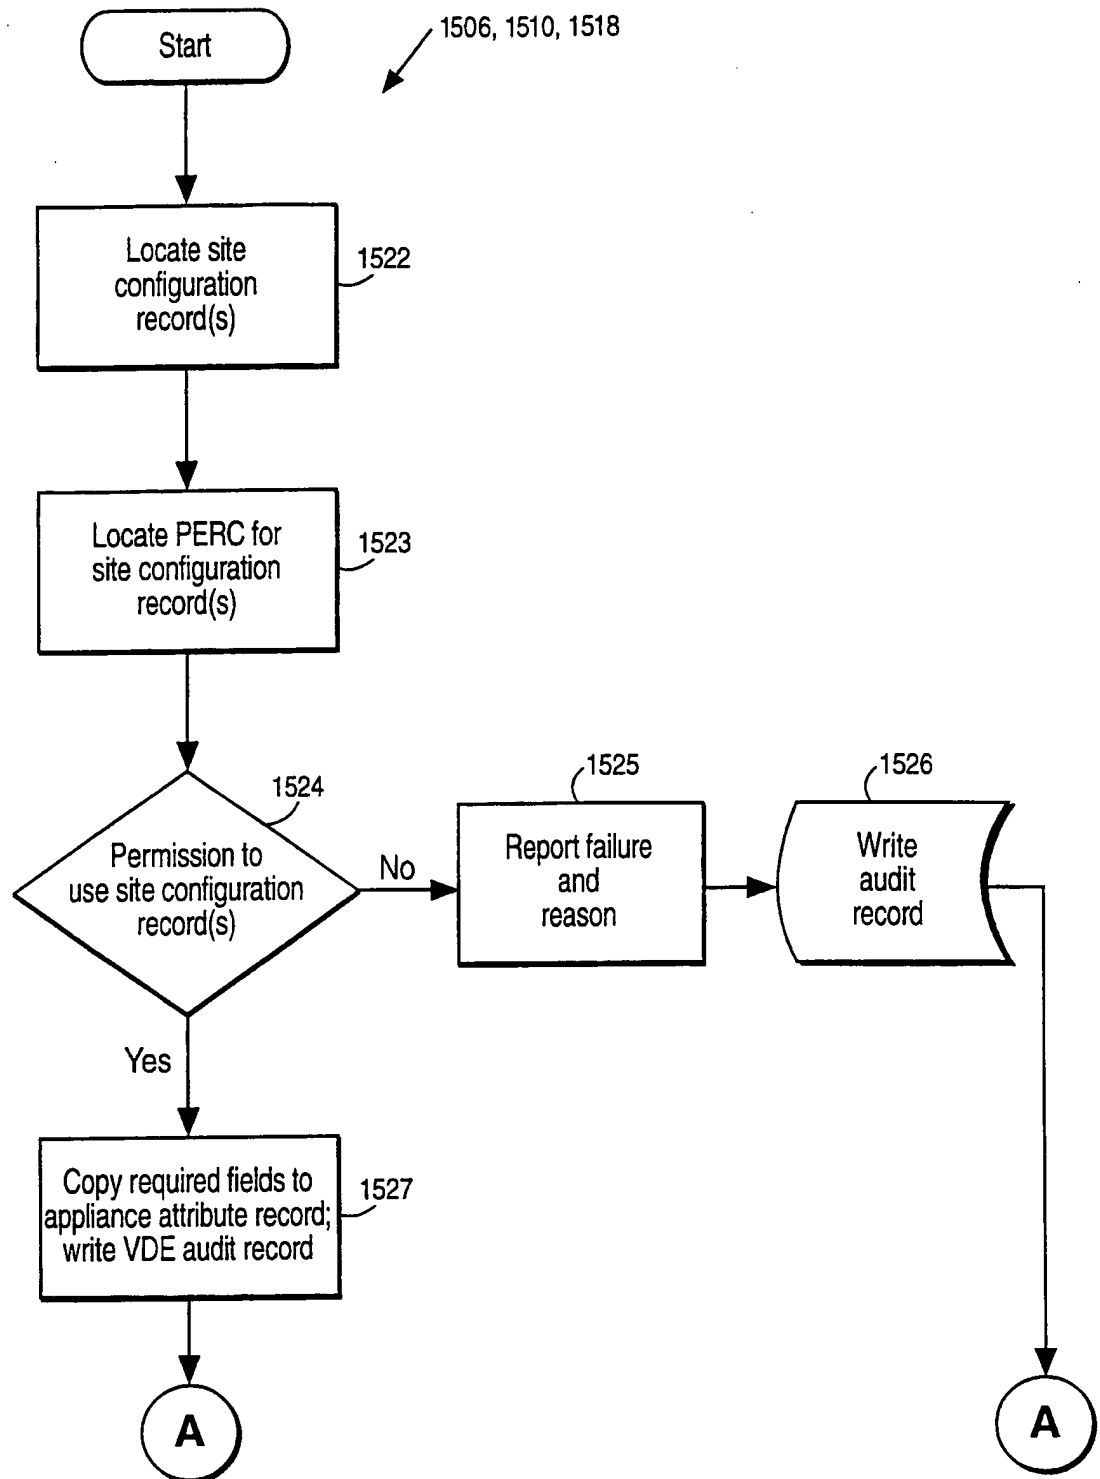 Start
1506, 1510, 1518
Locate site
configuration
record(s)
1522
Locate PERC for
site configuration
record(s)
1523
1524
Permission to
use site configuration
record(s)
No
1525
Report failure
and
reason
1526
Write
audit
record
Yes
Copy required fields to
appliance attribute record;
write VDE audit record
1527
A
A